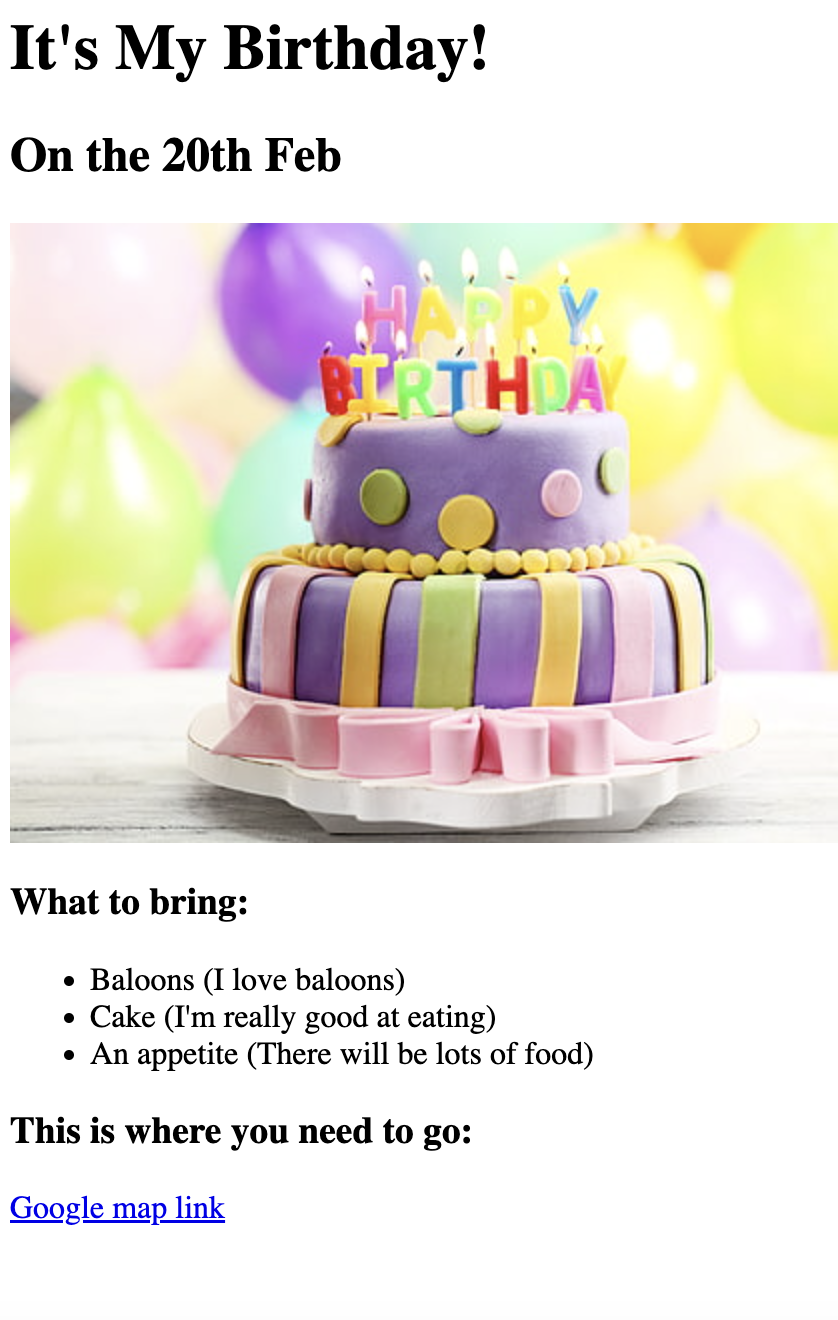 It's My Birthday!
On the 20th Feb
HAPPY
BIRTHDAY
What to bring:
Baloons (I love baloons)
Cake (I'm really good at eating)
An appetite (There will be lots of food)
This is where you need to go:
Google map link